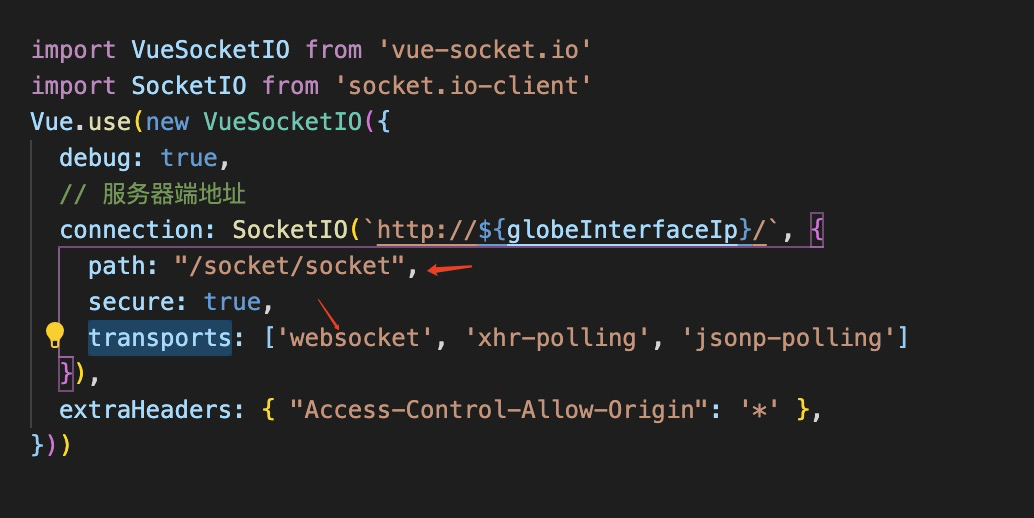 import VueSocketIO from 'vue-socket.io'
import SocketIO from 'socket.io-client'
Vue.use(new VueSocketIO({
debug: true,
// 服务器端地址
connection: SocketIO(`http://${globeInterfaceIp}/`, {
path: "/socket/socket",
secure: true,
transports: ['websocket', 'xhr-polling', 'jsonp-polling']
}),
extraHeaders: { "Access-Control-Allow-Origin": '*' },
}))